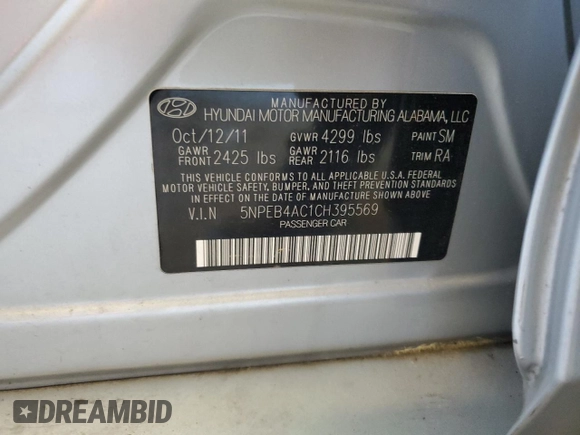 MANUFACTURED BY
HYUNDAI MOTOR MANUFACTURING ALABAMA, LLC
Oct/12/11 GVWR 4299 lbs PAINT SM
GAWR FRONT 2425 lbs GAWR REAR 2116 lbs TRIM RA
THIS VEHICLE CONFORMS TO ALL APPLICABLE U.S.A. FEDERAL
MOTOR VEHICLE SAFETY, BUMPER, AND THEFT PREVENTION STANDARDS
IN EFFECT ON THE DATE OF MANUFACTURE SHOWN ABOVE
V.I.N 5NPEB4AC1CH395569
PASSENGER CAR
DREAMBID